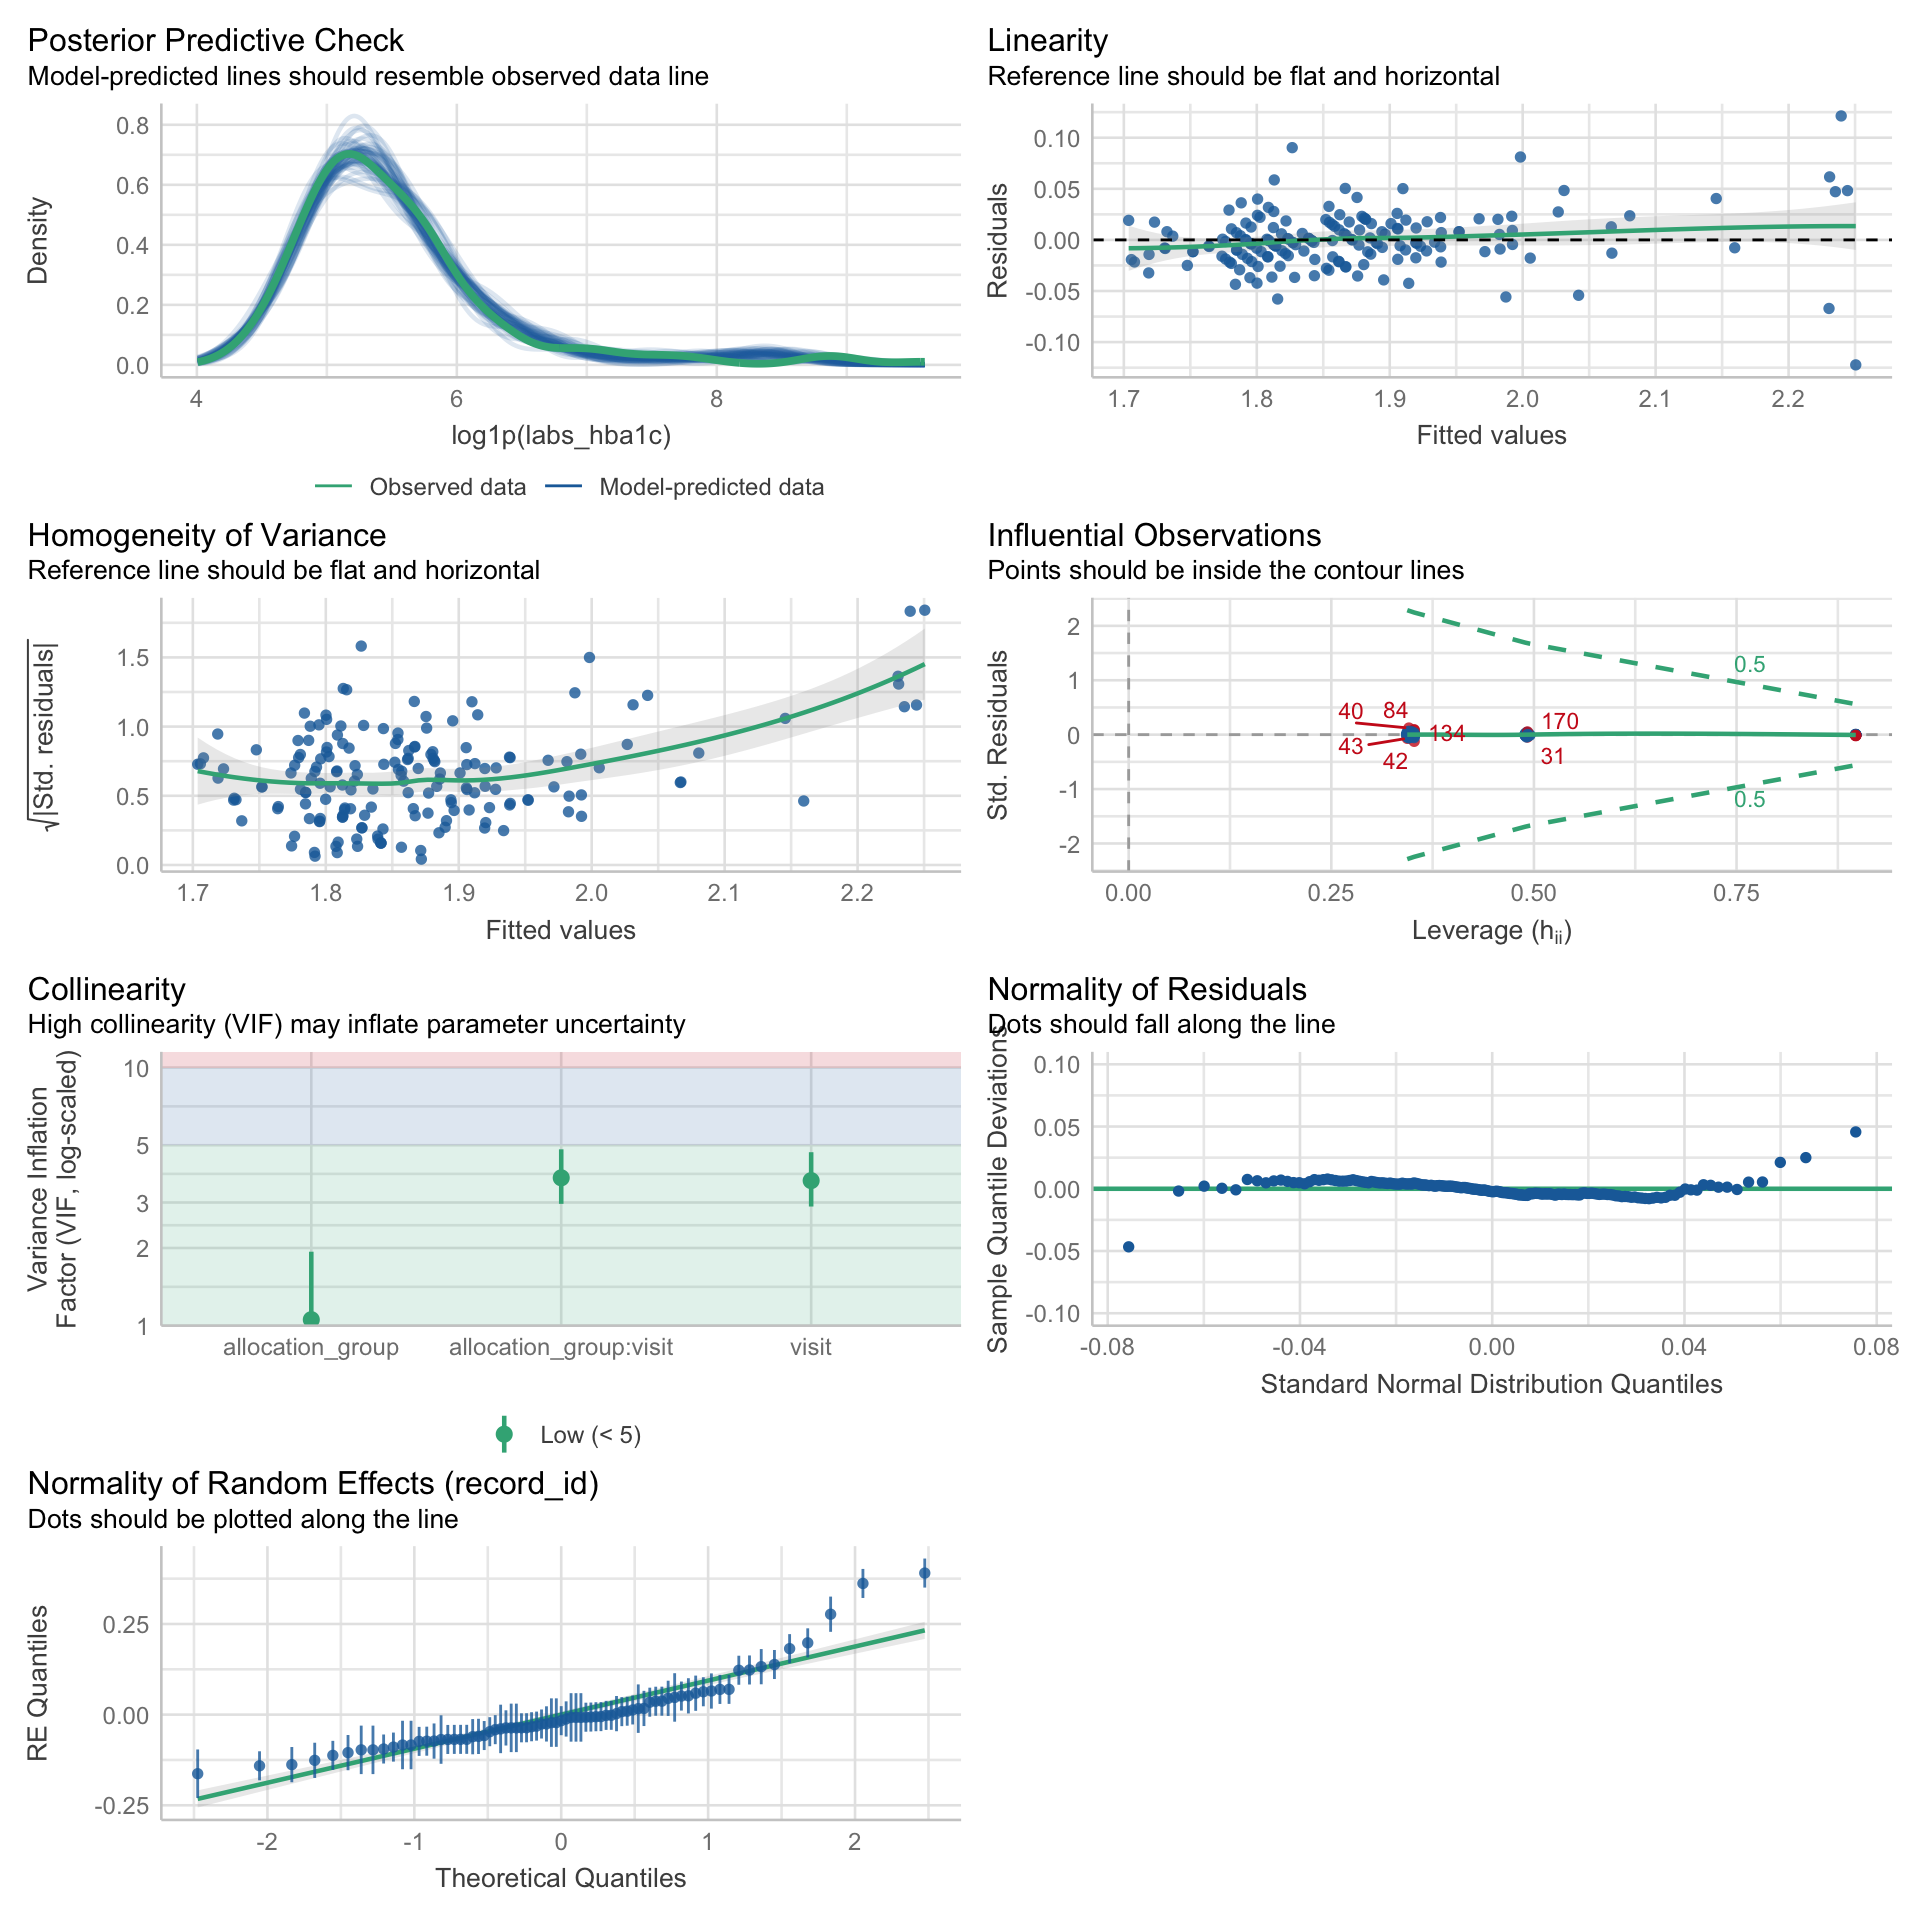 Posterior Predictive Check
Model-predicted lines should resemble observed data line
Density
0.8
0.6
0.4
0.2
0.0
4
6
8
log1p(labs_hba1c)
Observed data
Model-predicted data
Linearity
Reference line should be flat and horizontal
Residuals
0.10
0.05
0.00
-0.05
-0.10
1.7
1.8
1.9
2.0
2.1
2.2
Fitted values
Homogeneity of Variance
Reference line should be flat and horizontal
√|Std. residuals|
1.5
1.0
0.5
0.0
1.7
1.8
1.9
2.0
2.1
2.2
Fitted values
Influential Observations
Points should be inside the contour lines
Std. Residuals
2
1
0
-1
-2
0.5
40
84
134
170
43
42
31
0.5
0.00
0.25
0.50
0.75
Leverage (hii)
Collinearity
High collinearity (VIF) may inflate parameter uncertainty
Variance Inflation
Factor (VIF, log-scaled)
10
5
3
2
1
allocation_group
allocation_group:visit
visit
Low (< 5)
Normality of Residuals
Dots should fall along the line
Sample Quantile Deviations
0.10
0.05
0.00
-0.05
-0.10
-0.08
-0.04
0.00
0.04
0.08
Standard Normal Distribution Quantiles
Normality of Random Effects (record_id)
Dots should be plotted along the line
RE Quantiles
0.25
0.00
-0.25
-2
-1
0
1
2
Theoretical Quantiles